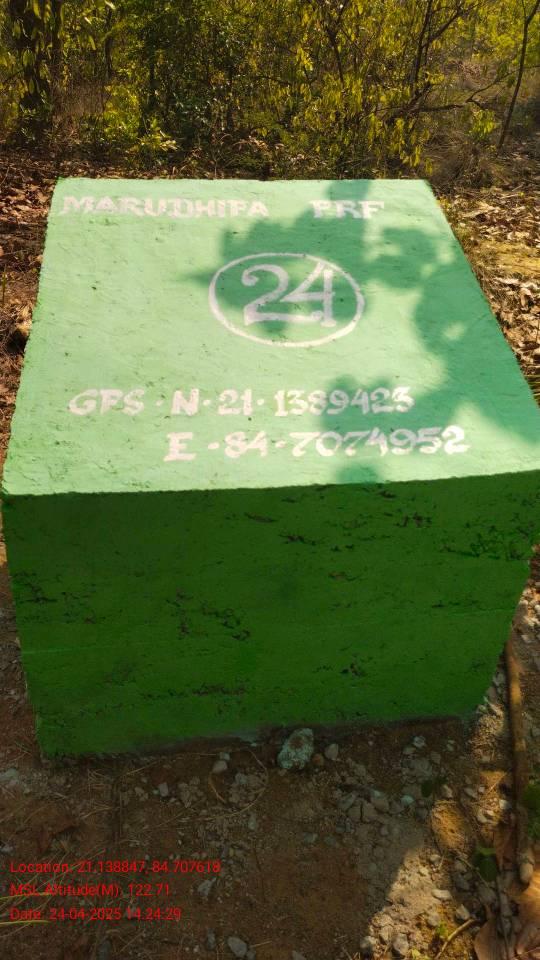 MARUDHIPA PRF
24
GPS · N · 21 · 1389423
E · 84 · 7074952
Location: 21.138847, 84.707618
MSL Altitude(M): 122.71
Date: 24-04-2025 14:24:29